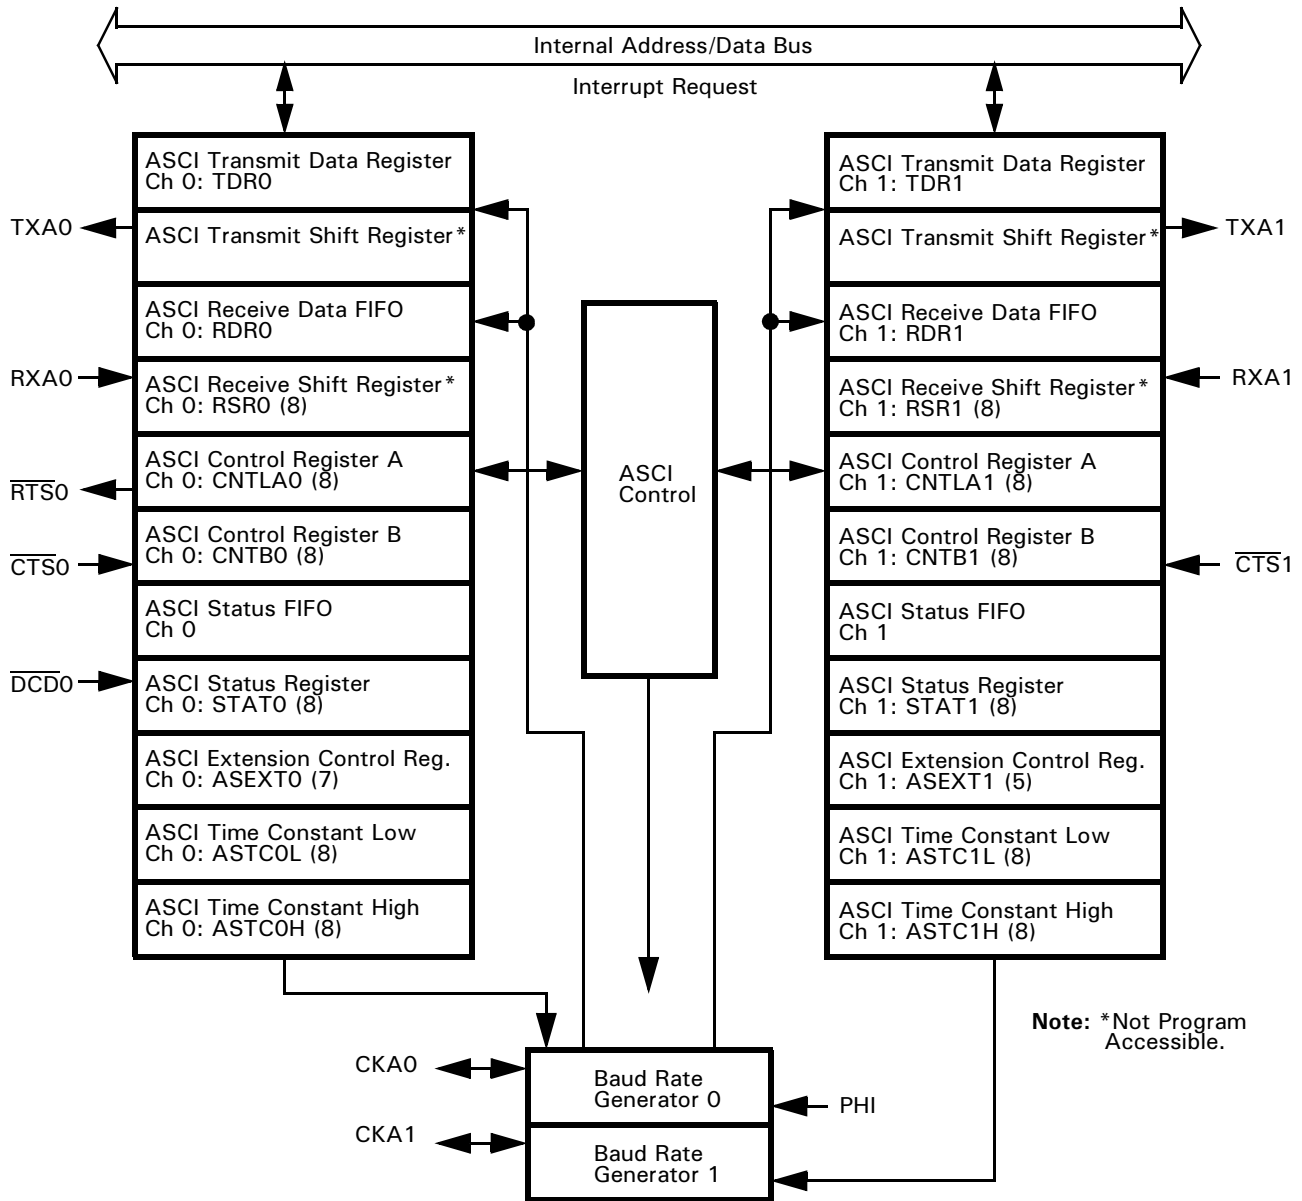 Internal Address/Data Bus
Interrupt Request
ASCI Transmit Data Register
Ch 0: TDR0
TXA0
ASCI Transmit Shift Register*
ASCI Receive Data FIFO
Ch 0: RDR0
RXA0
ASCI Receive Shift Register*
Ch 0: RSR0 (8)
ASCI Control Register A
Ch 0: CNTLA0 (8)
RTS0
ASCI Control Register B
Ch 0: CNTB0 (8)
CTS0
ASCI Status FIFO
Ch 0
DCD0
ASCI Status Register
Ch 0: STAT0 (8)
ASCI Extension Control Reg.
Ch 0: ASEXT0 (7)
ASCI Time Constant Low
Ch 0: ASTC0L (8)
ASCI Time Constant High
Ch 0: ASTC0H (8)
ASCI
Control
ASCI Transmit Data Register
Ch 1: TDR1
ASCI Transmit Shift Register*
TXA1
ASCI Receive Data FIFO
Ch 1: RDR1
ASCI Receive Shift Register*
Ch 1: RSR1 (8)
RXA1
ASCI Control Register A
Ch 1: CNTLA1 (8)
ASCI Control Register B
Ch 1: CNTB1 (8)
CTS1
ASCI Status FIFO
Ch 1
ASCI Status Register
Ch 1: STAT1 (8)
ASCI Extension Control Reg.
Ch 1: ASEXT1 (5)
ASCI Time Constant Low
Ch 1: ASTC1L (8)
ASCI Time Constant High
Ch 1: ASTC1H (8)
Note: *Not Program
Accessible.
CKA0
Baud Rate
Generator 0
PHI
CKA1
Baud Rate
Generator 1